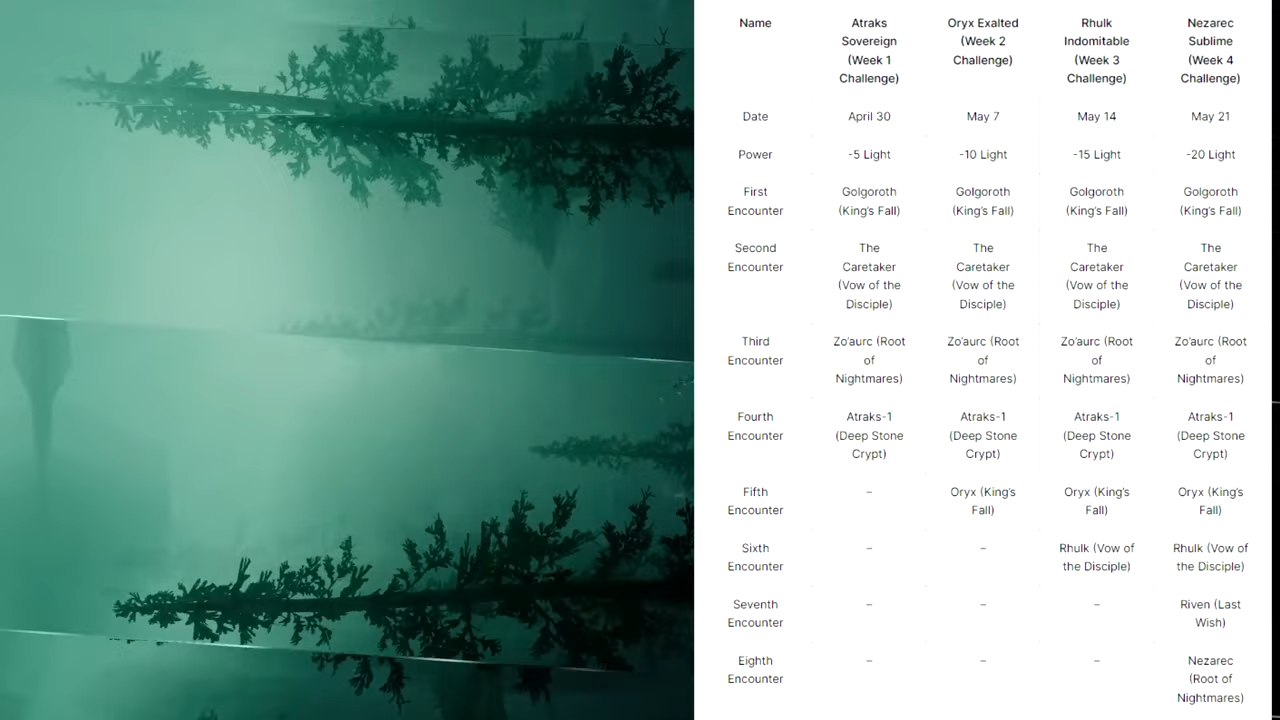 Name
Atraks
Sovereign
(Week 1
Challenge)
Oryx Exalted
(Week 2
Challenge)
Rhulk
Indomitable
(Week 3
Challenge)
Nezarec
Sublime
(Week 4
Challenge)
Date
April 30
May 7
May 14
May 21
Power
-5 Light
-10 Light
-15 Light
-20 Light
First
Encounter
Golgoroth
(King's Fall)
Golgoroth
(King's Fall)
Golgoroth
(King's Fall)
Golgoroth
(King's Fall)
Second
Encounter
The
Caretaker
(Vow of the
Disciple)
The
Caretaker
(Vow of the
Disciple)
The
Caretaker
(Vow of the
Disciple)
The
Caretaker
(Vow of the
Disciple)
Third
Encounter
Zo'aurc (Root
of
Nightmares)
Zo'aurc (Root
of
Nightmares)
Zo'aurc (Root
of
Nightmares)
Zo'aurc (Root
of
Nightmares)
Fourth
Encounter
Atraks-1
(Deep Stone
Crypt)
Atraks-1
(Deep Stone
Crypt)
Atraks-1
(Deep Stone
Crypt)
Atraks-1
(Deep Stone
Crypt)
Fifth
Encounter
–
Oryx (King's
Fall)
Oryx (King's
Fall)
Oryx (King's
Fall)
Sixth
Encounter
–
–
Rhulk (Vow of
the Disciple)
Rhulk (Vow of
the Disciple)
Seventh
Encounter
–
–
–
Riven (Last
Wish)
Eighth
Encounter
–
–
–
Nezarec
(Root of
Nightmares)